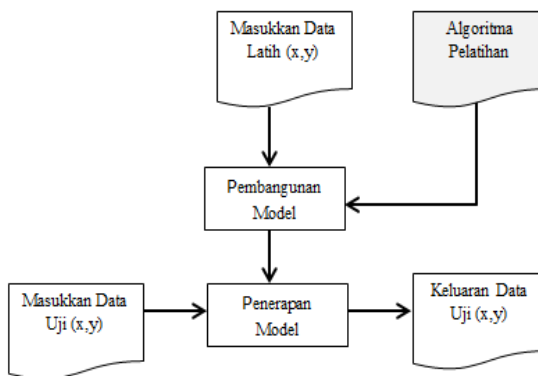 Masukkan Data
Latih (x,y)
Algoritma
Pelatihan
Pembangunan
Model
Masukkan Data
Uji (x,y)
Penerapan
Model
Keluaran Data
Uji (x,y)